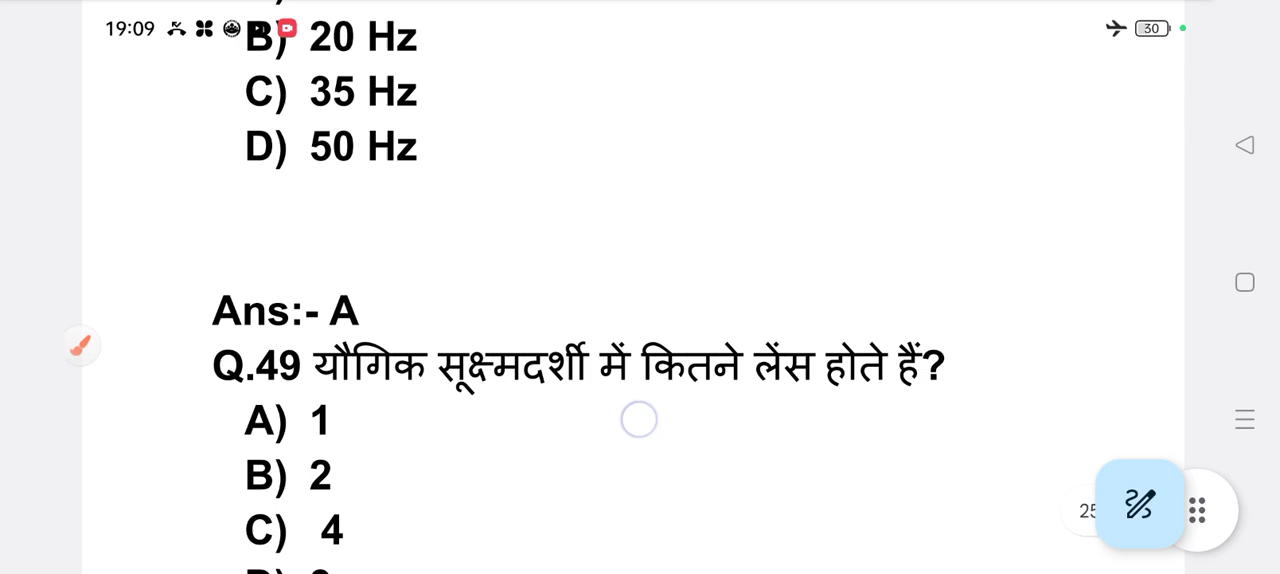 19:09
30
B) 20 Hz
C) 35 Hz
D) 50 Hz
Ans:- A
Q.49 यौगिक सूक्ष्मदर्शी में कितने लेंस होते हैं?
A) 1
B) 2
C) 4
25